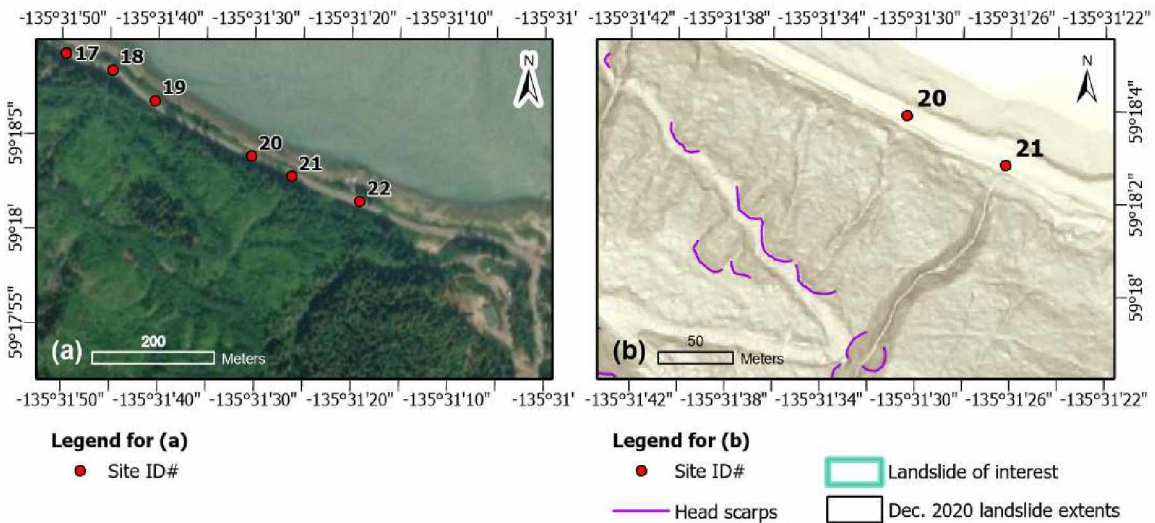 -135°31'50" -135°31'40" -135°31'30" -135°31'20" -135°31'10" -135°31'
-135°31'42" -135°31'38" -135°31'34" -135°31'30" -135°31'26" -135°31'22"
17
18
19
20
21
22
N
59°18'5"
59°18'
59°17'55"
(a)
200
Meters
N
20
21
59°18'4"
59°18'2"
59°18'
(b)
50
Meters
-135°31'50" -135°31'40" -135°31'30" -135°31'20" -135°31'10" -135°31'
-135°31'42" -135°31'38" -135°31'34" -135°31'30" -135°31'26" -135°31'22"
Legend for (a)
Site ID#
Legend for (b)
Site ID#
Head scarps
Landslide of interest
Dec. 2020 landslide extents